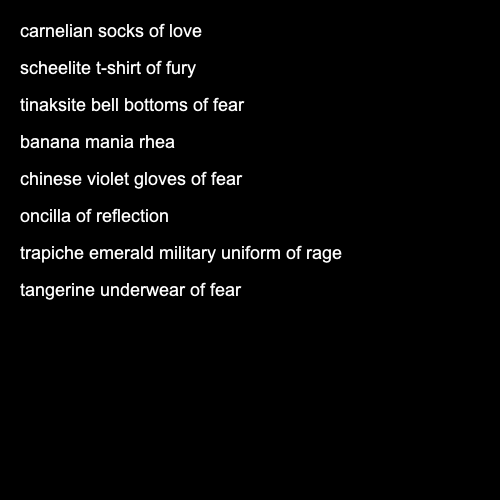 carnelian socks of love
scheelite t-shirt of fury
tinaksite bell bottoms of fear
banana mania rhea
chinese violet gloves of fear
oncilla of reflection
trapiche emerald military uniform of rage
tangerine underwear of fear